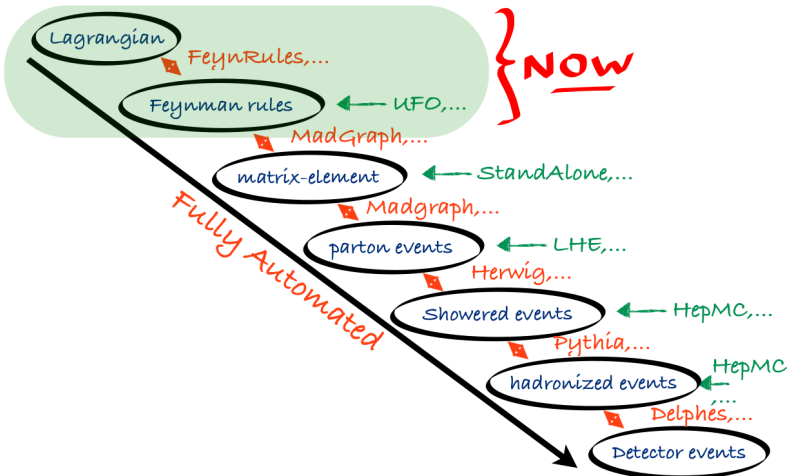 Lagrangian
FeynRules,...
NOW
Feynman rules
UFO,...
MadGraph,...
matrix-element
StandAlone,...
Madgraph,...
parton events
LHE,...
Fully Automated
Herwig,...
Showered events
HepMC,...
Pythia,...
HepMC
,...
hadronized events
Delphes,...
Detector events